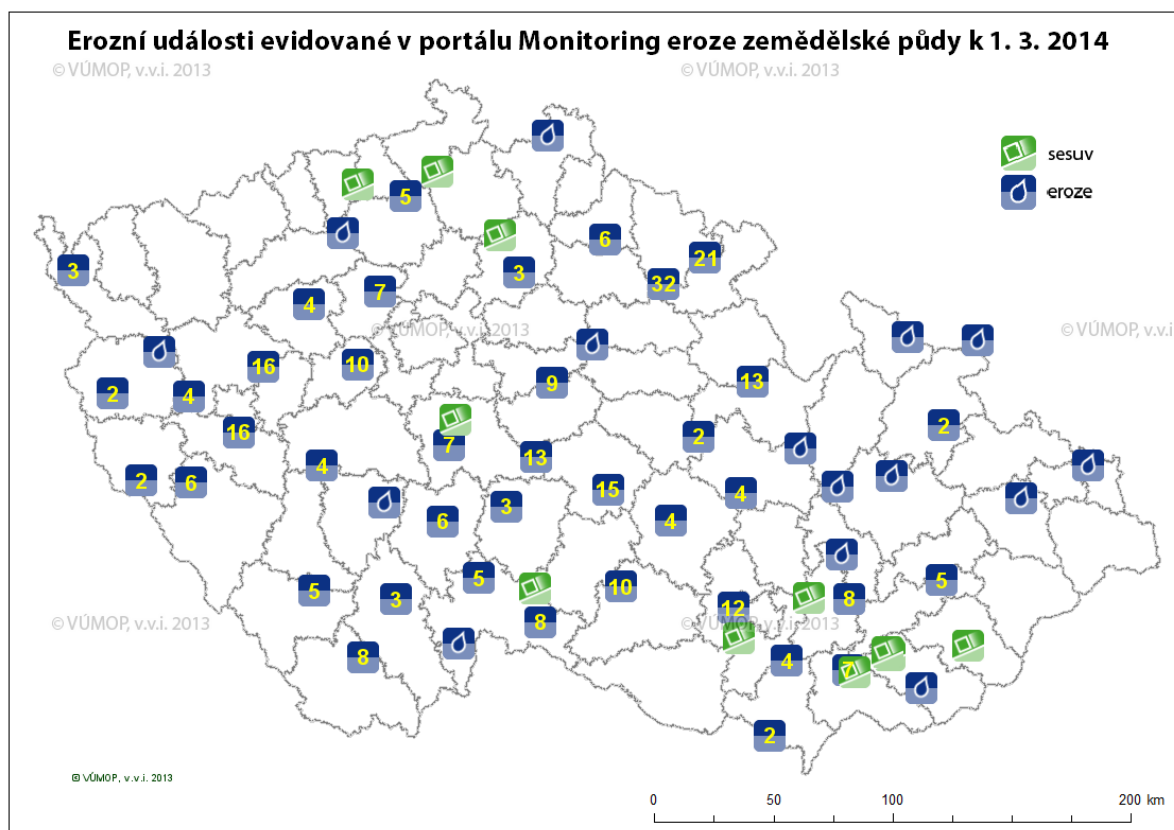 Erozní události evidované v portálu Monitoring eroze zemědělské půdy k 1. 3. 2014
© VÚMOP, v.v.i. 2013 © VÚMOP, v.v.i. 2013
sesuv
5 eroze
6
21
3 3 32
7
4
© VÚMOP, v.v.i. 2013 © VÚMOP, v.v.i.
16 10
2 4 9 13
16 7 2 2
4 13
2 6 15 4
3
6 4
5 5 10 5
3 12 8
8
© VÚMOP, v.v.i. 2013 © VÚMOP, v.v.i. 2013
8 4 7
2
© VÚMOP, v.v.i. 2013
0 50 100 200 km